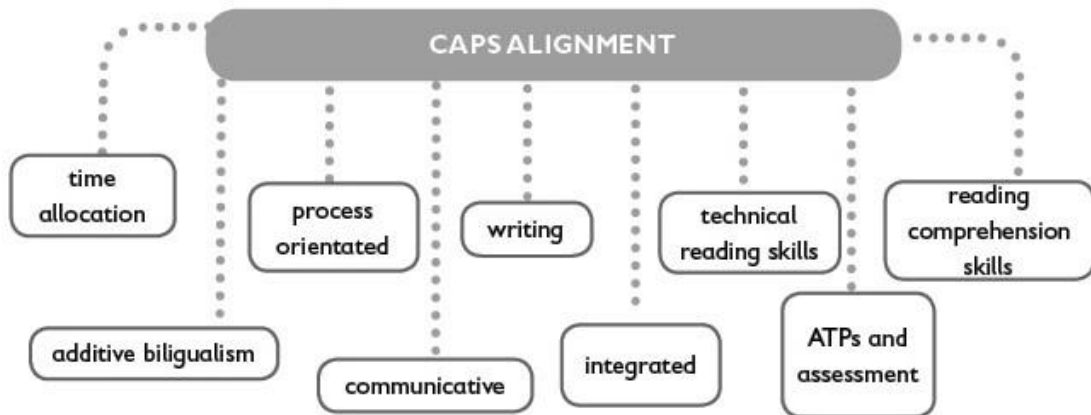 CAPS ALIGNMENT
time
allocation
process
orientated
writing
technical
reading skills
reading
comprehension
skills
additive biligualism
communicative
integrated
ATPs and
assessment